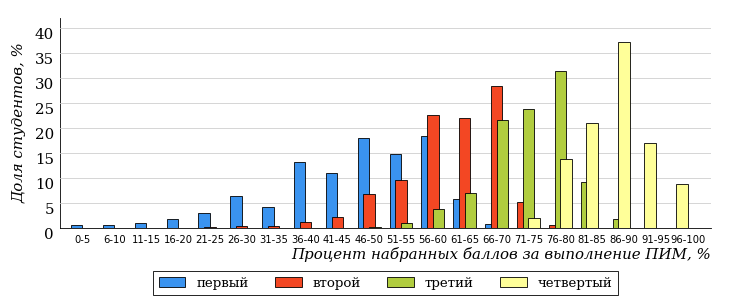 Доля студентов, %
40
35
30
25
20
15
10
5
0
0-5 6-10 11-15 16-20 21-25 26-30 31-35 36-40 41-45 46-50 51-55 56-60 61-65 66-70 71-75 76-80 81-85 86-90 91-95 96-100
Процент набранных баллов за выполнение ПИМ, %
первый второй третий четвертый